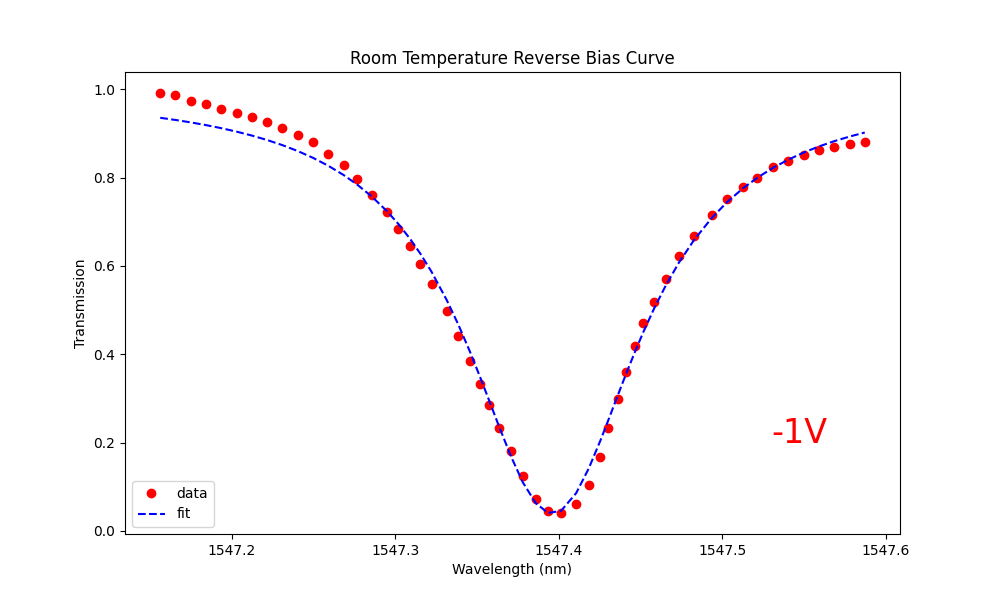 Room Temperature Reverse Bias Curve
1.0
0.8
0.6
0.4
0.2
0.0
Transmission
-1V
data
fit
1547.2 1547.3 1547.4 1547.5 1547.6
Wavelength (nm)